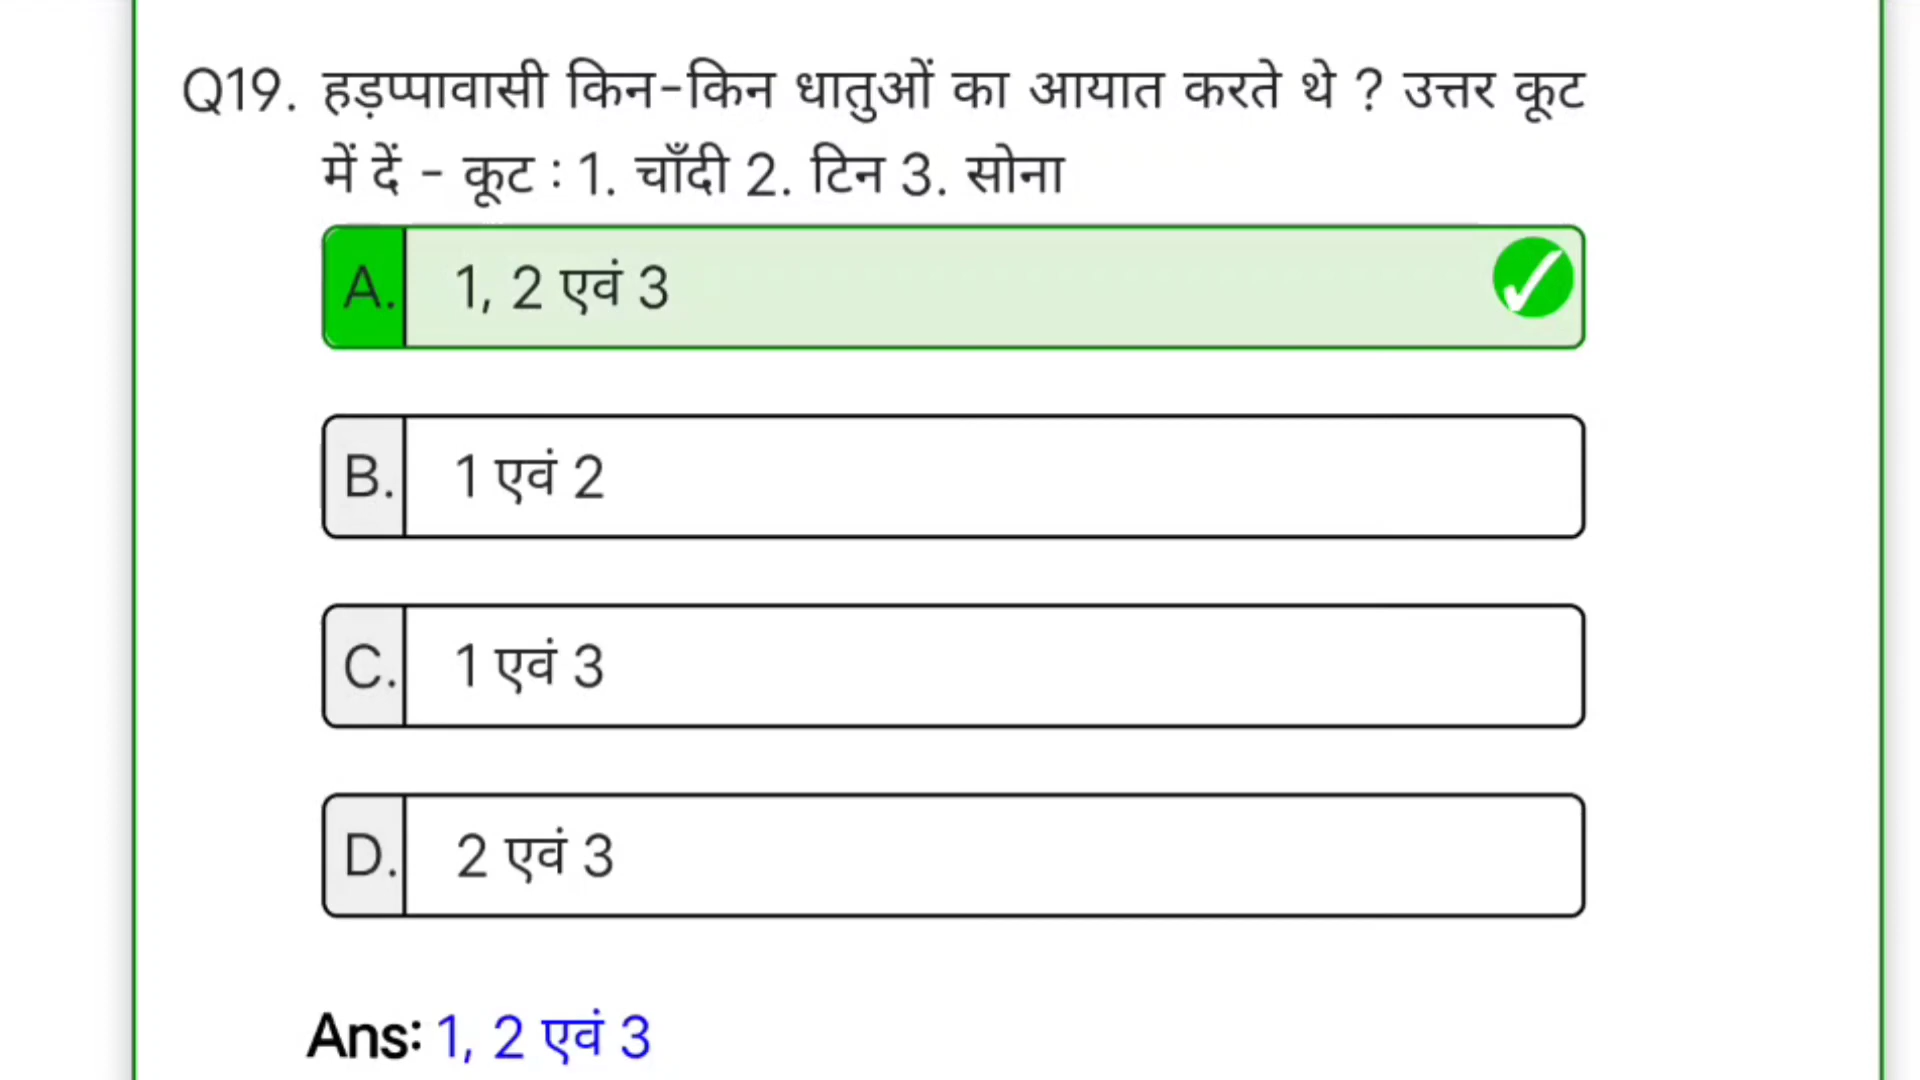 Q19. हड़प्पावासी किन-किन धातुओं का आयात करते थे ? उत्तर कूट
में दें - कूट : 1. चाँदी 2. टिन 3. सोना
A. 1, 2 एवं 3
B. 1 एवं 2
C. 1 एवं 3
D. 2 एवं 3
Ans: 1, 2 एवं 3